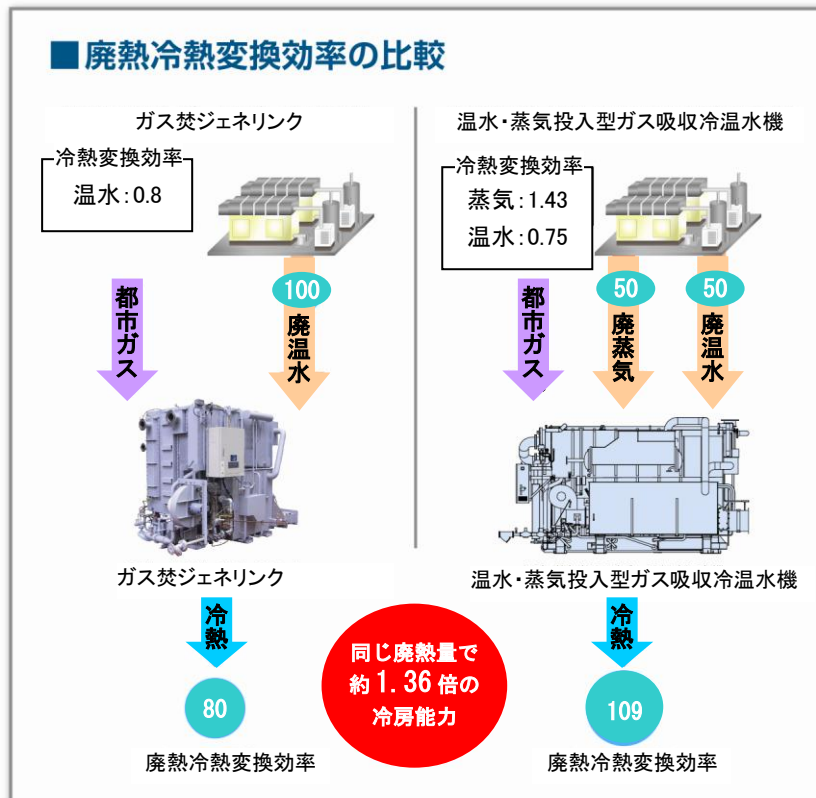 ■廃熱冷熱変換効率の比較
ガス焚ジェネリンク
冷熱変換効率
温水:0.8
100
都市ガス
廃温水
ガス焚ジェネリンク
冷熱
80
廃熱冷熱変換効率
温水・蒸気投入型ガス吸収冷温水機
冷熱変換効率
蒸気:1.43
温水:0.75
50
50
都市ガス
廃蒸気
廃温水
温水・蒸気投入型ガス吸収冷温水機
冷熱
109
廃熱冷熱変換効率
同じ廃熱量で
約1.36倍の
冷房能力